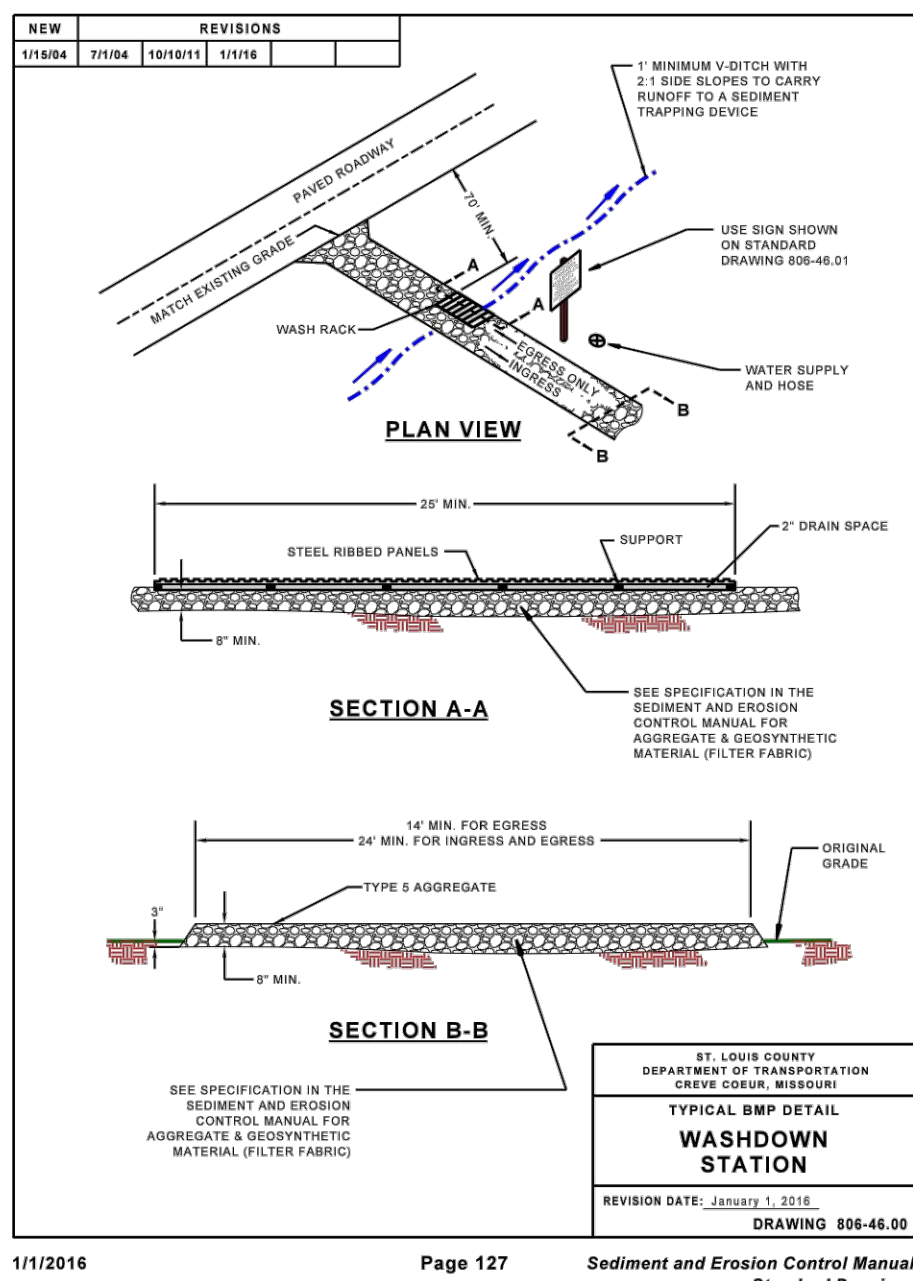 NEW REVISIONS
1/15/04 7/1/04 10/10/11 1/1/16
1' MINIMUM V-DITCH WITH
2:1 SIDE SLOPES TO CARRY
RUNOFF TO A SEDIMENT
TRAPPING DEVICE
PAVED ROADWAY
70' MIN.
MATCH EXISTING GRADE
USE SIGN SHOWN
ON STANDARD
DRAWING 806-46.01
A
A
WASH RACK
EGRESS ONLY
INGRESS
WATER SUPPLY
AND HOSE
B
B
PLAN VIEW
25' MIN.
2" DRAIN SPACE
STEEL RIBBED PANELS
SUPPORT
8" MIN.
SECTION A-A
SEE SPECIFICATION IN THE
SEDIMENT AND EROSION
CONTROL MANUAL FOR
AGGREGATE & GEOSYNTHETIC
MATERIAL (FILTER FABRIC)
14' MIN. FOR EGRESS
24' MIN. FOR INGRESS AND EGRESS
ORIGINAL
GRADE
TYPE 5 AGGREGATE
3"
8" MIN.
SECTION B-B
SEE SPECIFICATION IN THE
SEDIMENT AND EROSION
CONTROL MANUAL FOR
AGGREGATE & GEOSYNTHETIC
MATERIAL (FILTER FABRIC)
ST. LOUIS COUNTY
DEPARTMENT OF TRANSPORTATION
CREVE COEUR, MISSOURI
TYPICAL BMP DETAIL
WASHDOWN
STATION
REVISION DATE: January 1, 2016
DRAWING 806-46.00
1/1/2016 Page 127 Sediment and Erosion Control Manual